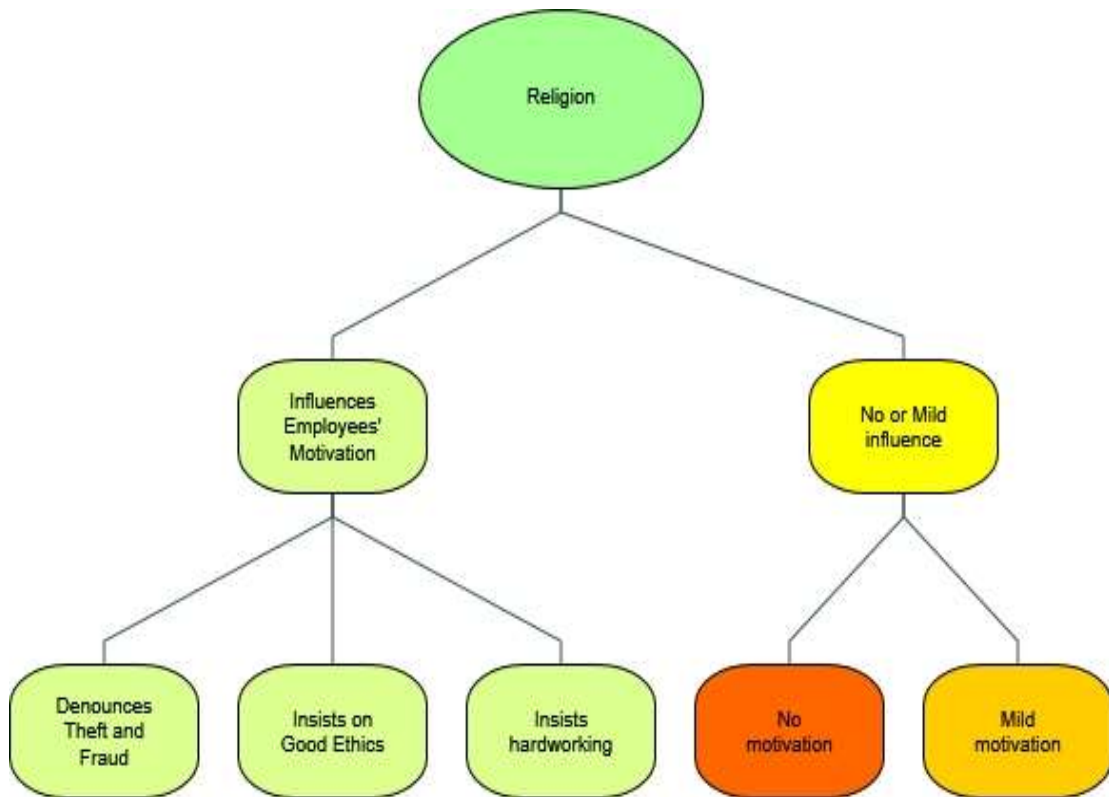 Religion
Influences
Employees'
Motivation
No or Mild
influence
Denounces
Theft and
Fraud
Insists on
Good Ethics
Insists
hardworking
No
motivation
Mild
motivation